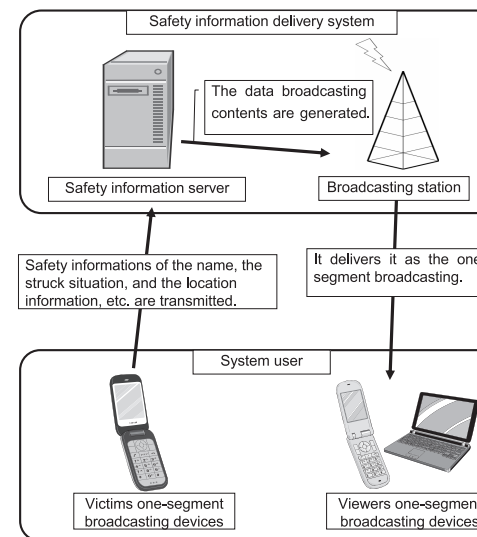 Safety information delivery system
The data broadcasting
contents are generated.
Safety information server
Broadcasting station
Safety informations of the name, the
struck situation, and the location
information, etc. are transmitted.
It delivers it as the one
segment broadcasting.
System user
Victims one-segment
broadcasting devices
Viewers one-segment
broadcasting devices